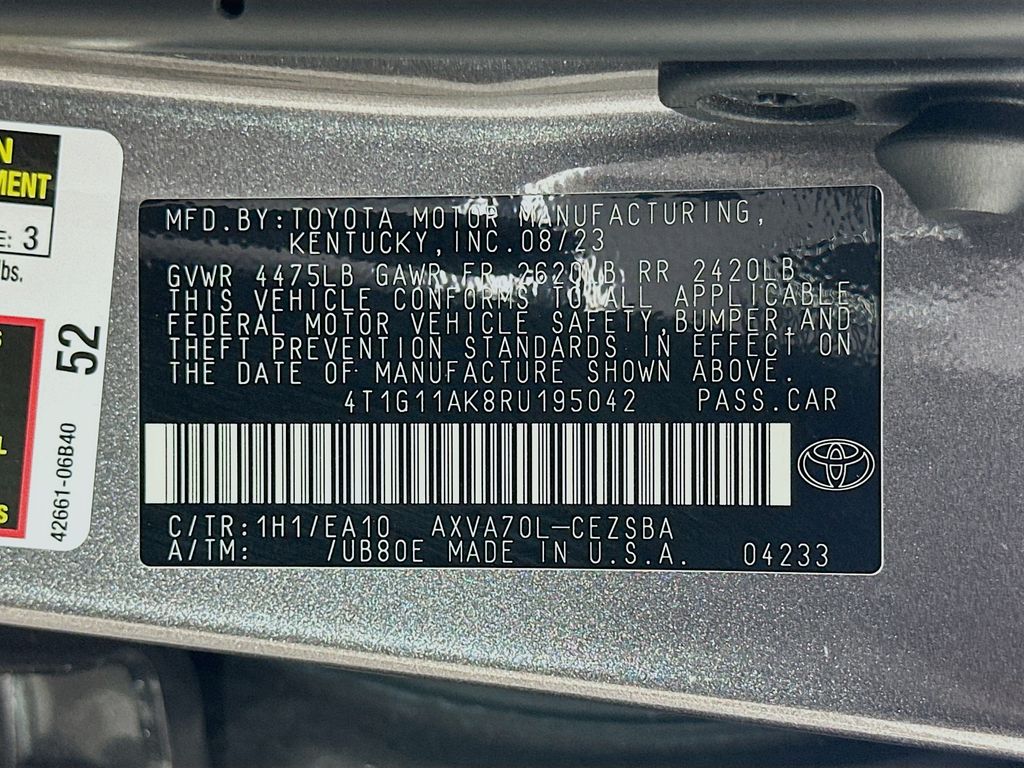 N
MENT
E: 3
lbs.
S
L
S
52
42661-06B40
MFD.BY:TOYOTA MOTOR MANUFACTURING,
KENTUCKY,INC.08/23
GVWR 4475LB GAWR FR 2620LB RR 2420LB
THIS VEHICLE CONFORMS TO ALL APPLICABLE
FEDERAL MOTOR VEHICLE SAFETY,BUMPER,AND
THEFT PREVENTION STANDARDS IN EFFECT ON
THE DATE OF MANUFACTURE SHOWN ABOVE.
4T1G11AK8RU195042 PASS.CAR
C/TR:1H1/EA10 AXVA70L-CEZSBA
A/TM: /UB80E MADE IN U.S.A. 04233